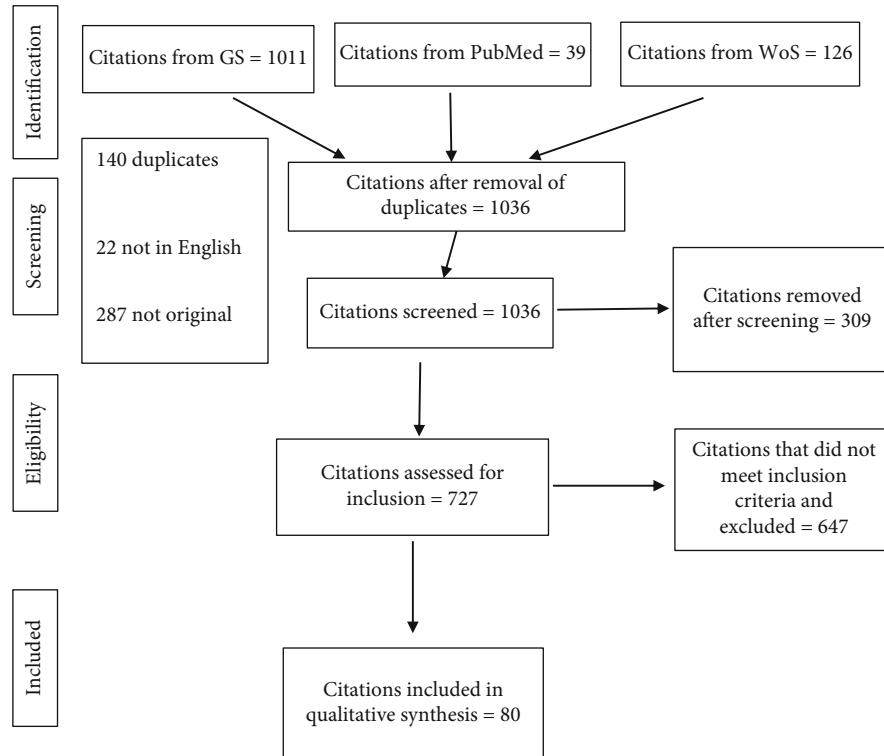 Identification
Citations from GS = 1011
Citations from PubMed = 39
Citations from WoS = 126
140 duplicates
22 not in English
287 not original
Screening
Citations after removal of
duplicates = 1036
Citations screened = 1036
Citations removed
after screening = 309
Eligibility
Citations assessed for
inclusion = 727
Citations that did not
meet inclusion
criteria and
excluded = 647
Included
Citations included in
qualitative synthesis = 80